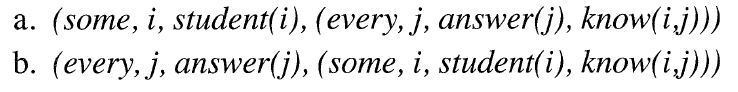 a. (some, i, student(i), (every, j, answer(j), know(i,j)))
b. (every, j, answer(j), (some, i, student(i), know(i,j)))